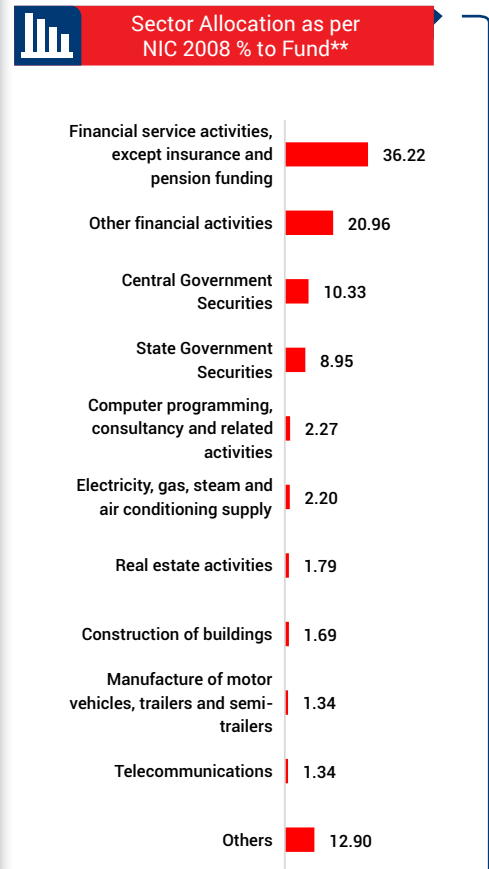 Sector Allocation as per
NIC 2008 % to Fund**
Financial service activities,
except insurance and
pension funding
36.22
Other financial activities
20.96
Central Government
Securities
10.33
State Government
Securities
8.95
Computer programming,
consultancy and related
activities
2.27
Electricity, gas, steam and
air conditioning supply
2.20
Real estate activities
1.79
Construction of buildings
1.69
Manufacture of motor
vehicles, trailers and semi-
trailers
1.34
Telecommunications
1.34
Others
12.90